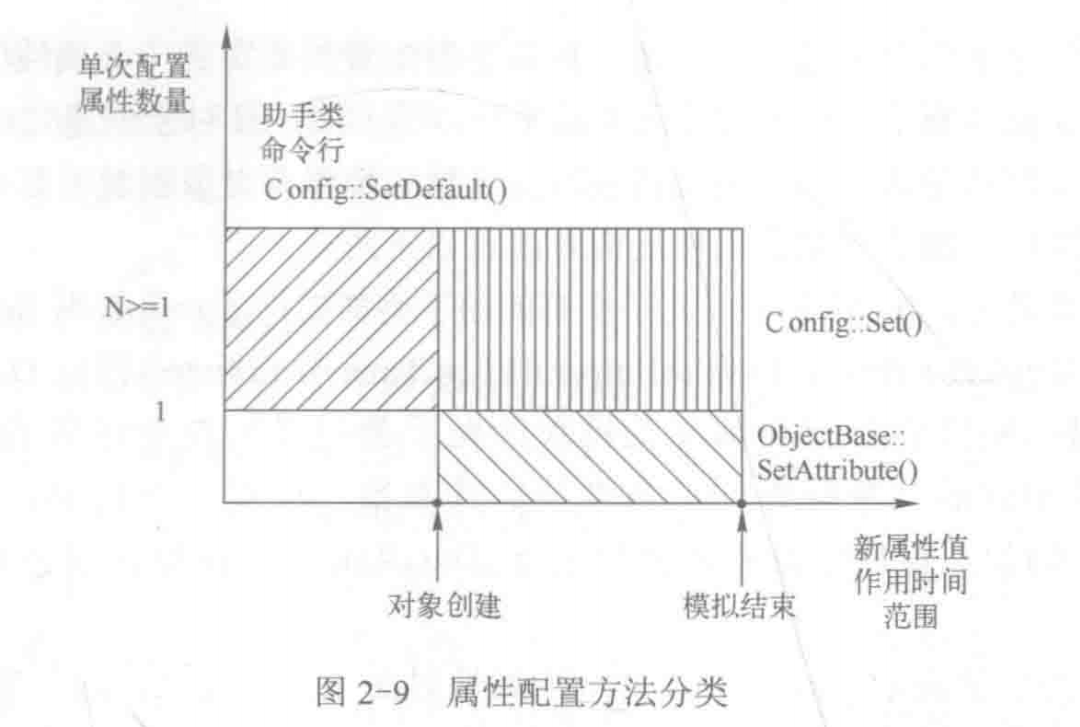 单次配置
属性数量
助手类
命令行
Config::SetDefault()
N>=1
Config::Set()
1
ObjectBase::
SetAttribute()
新属性值
作用时间
范围
对象创建
模拟结束
图 2-9 属性配置方法分类